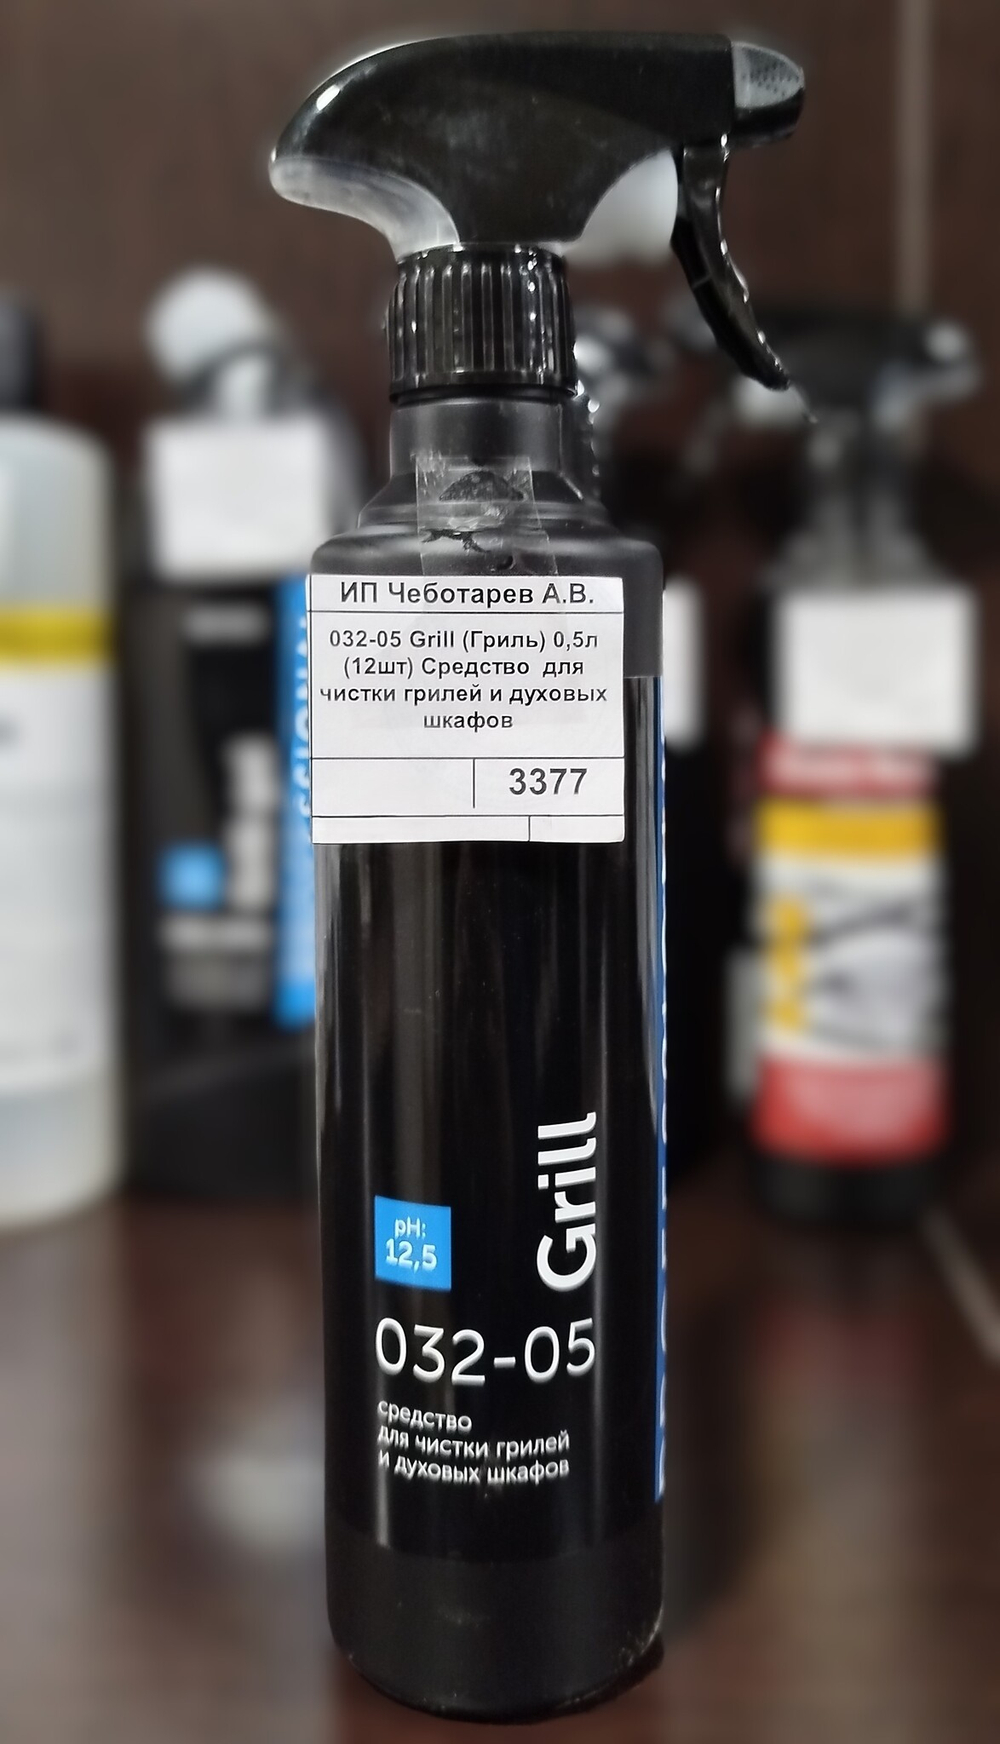 ИП Чеботарев А.В.
032-05 Grill (Гриль) 0,5л
(12шт) Средство для
чистки грилей и духовых
шкафов
3377
Grill
pH:
12,5
032-05
средство
для чистки грилей
и духовых шкафов